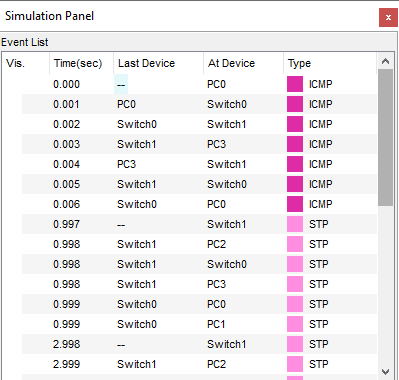 Simulation Panel x
Event List
Vis. Time(sec) Last Device At Device Type
0.000 -- PC0 ICMP
0.001 PC0 Switch0 ICMP
0.002 Switch0 Switch1 ICMP
0.003 Switch1 PC3 ICMP
0.004 PC3 Switch1 ICMP
0.005 Switch1 Switch0 ICMP
0.006 Switch0 PC0 ICMP
0.997 -- Switch1 STP
0.998 Switch1 PC2 STP
0.998 Switch1 Switch0 STP
0.998 Switch1 PC3 STP
0.999 Switch0 PC0 STP
0.999 Switch0 PC1 STP
2.998 -- Switch1 STP
2.999 Switch1 PC2 STP